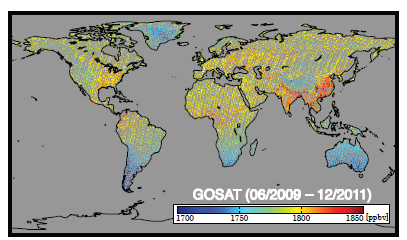 GOSAT (06/2009 – 12/2011)
1700 1750 1800 1850 [ppbv]